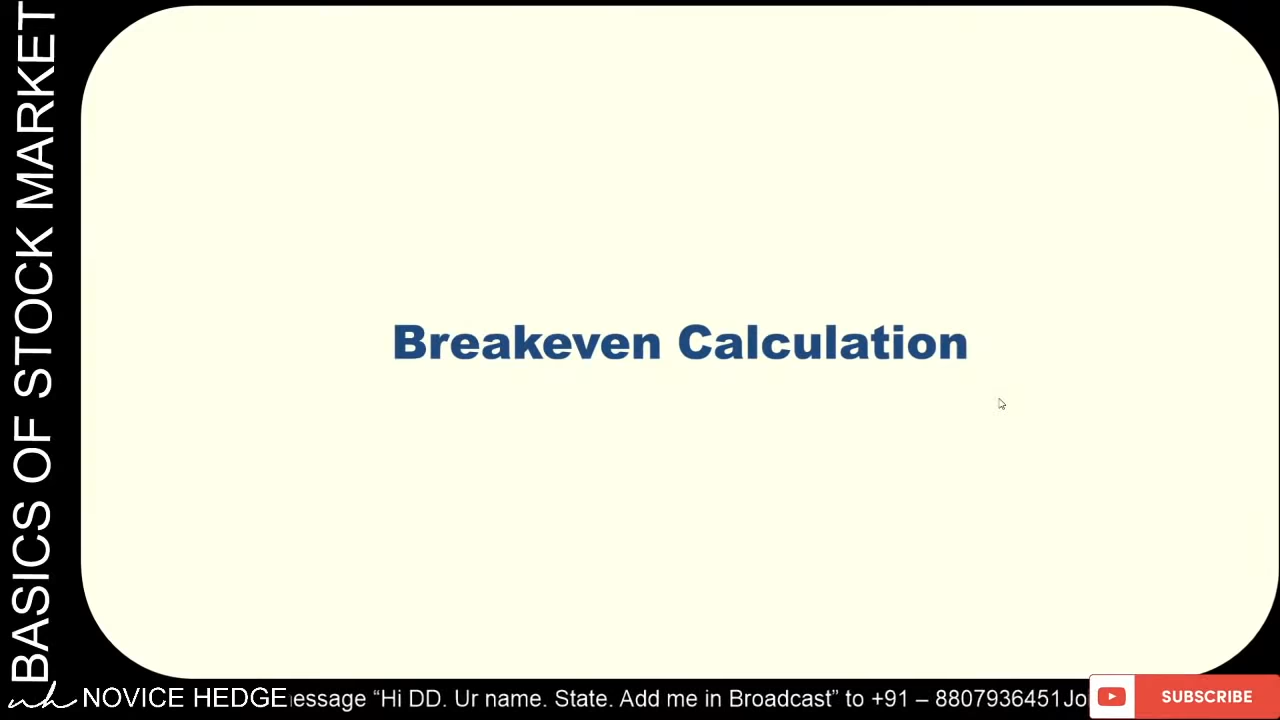 BASICS OF STOCK MARKET
Breakeven Calculation
nh NOVICE HEDGE
essage “Hi DD. Ur name. State. Add me in Broadcast” to +91 – 8807936451Jo
SUBSCRIBE